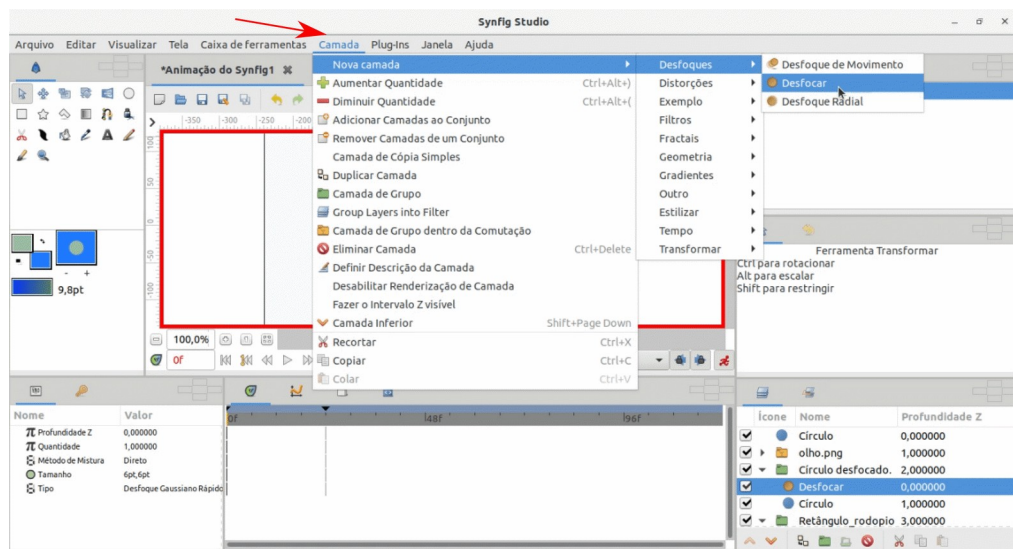 Synfig Studio
Arquivo Editar Visualizar Tela Caixa de ferramentas Camada Plug-Ins Janela Ajuda
*Animação do Synfig1
-350 -300 -250 -200
100 50 0 -50 -100
Nova camada
Aumentar Quantidade Ctrl+Alt+)
Diminuir Quantidade Ctrl+Alt+(
Adicionar Camadas ao Conjunto
Remover Camadas de um Conjunto
Camada de Cópia Simples
Duplicar Camada
Camada de Grupo
Group Layers into Filter
Camada de Grupo dentro da Comutação
Eliminar Camada Ctrl+Delete
Definir Descrição da Camada
Desabilitar Renderização de Camada
Fazer o Intervalo Z visível
Camada Inferior Shift+Page Down
Recortar Ctrl+X
Copiar Ctrl+C
Colar Ctrl+V
Desfoques
Distorções
Exemplo
Filtros
Fractais
Geometria
Gradientes
Outro
Estilizar
Tempo
Transformar
Desfoque de Movimento
Desfocar
Desfoque Radial
Ferramenta Transformar
Ctrl para rotacionar
Alt para escalar
Shift para restringir
9,8pt
100,0%
0f
Nome Valor
Profundidade Z 0,000000
Quantidade 1,000000
Método de Mistura Direto
Tamanho 6pt,6pt
Tipo Desfoque Gaussiano Rápido
0f 48f 96f
Ícone Nome Profundidade Z
Círculo 0,000000
olho.png 1,000000
Círculo desfocado. 2,000000
Desfocar 0,000000
Círculo 1,000000
Retângulo_rodopio 3,000000